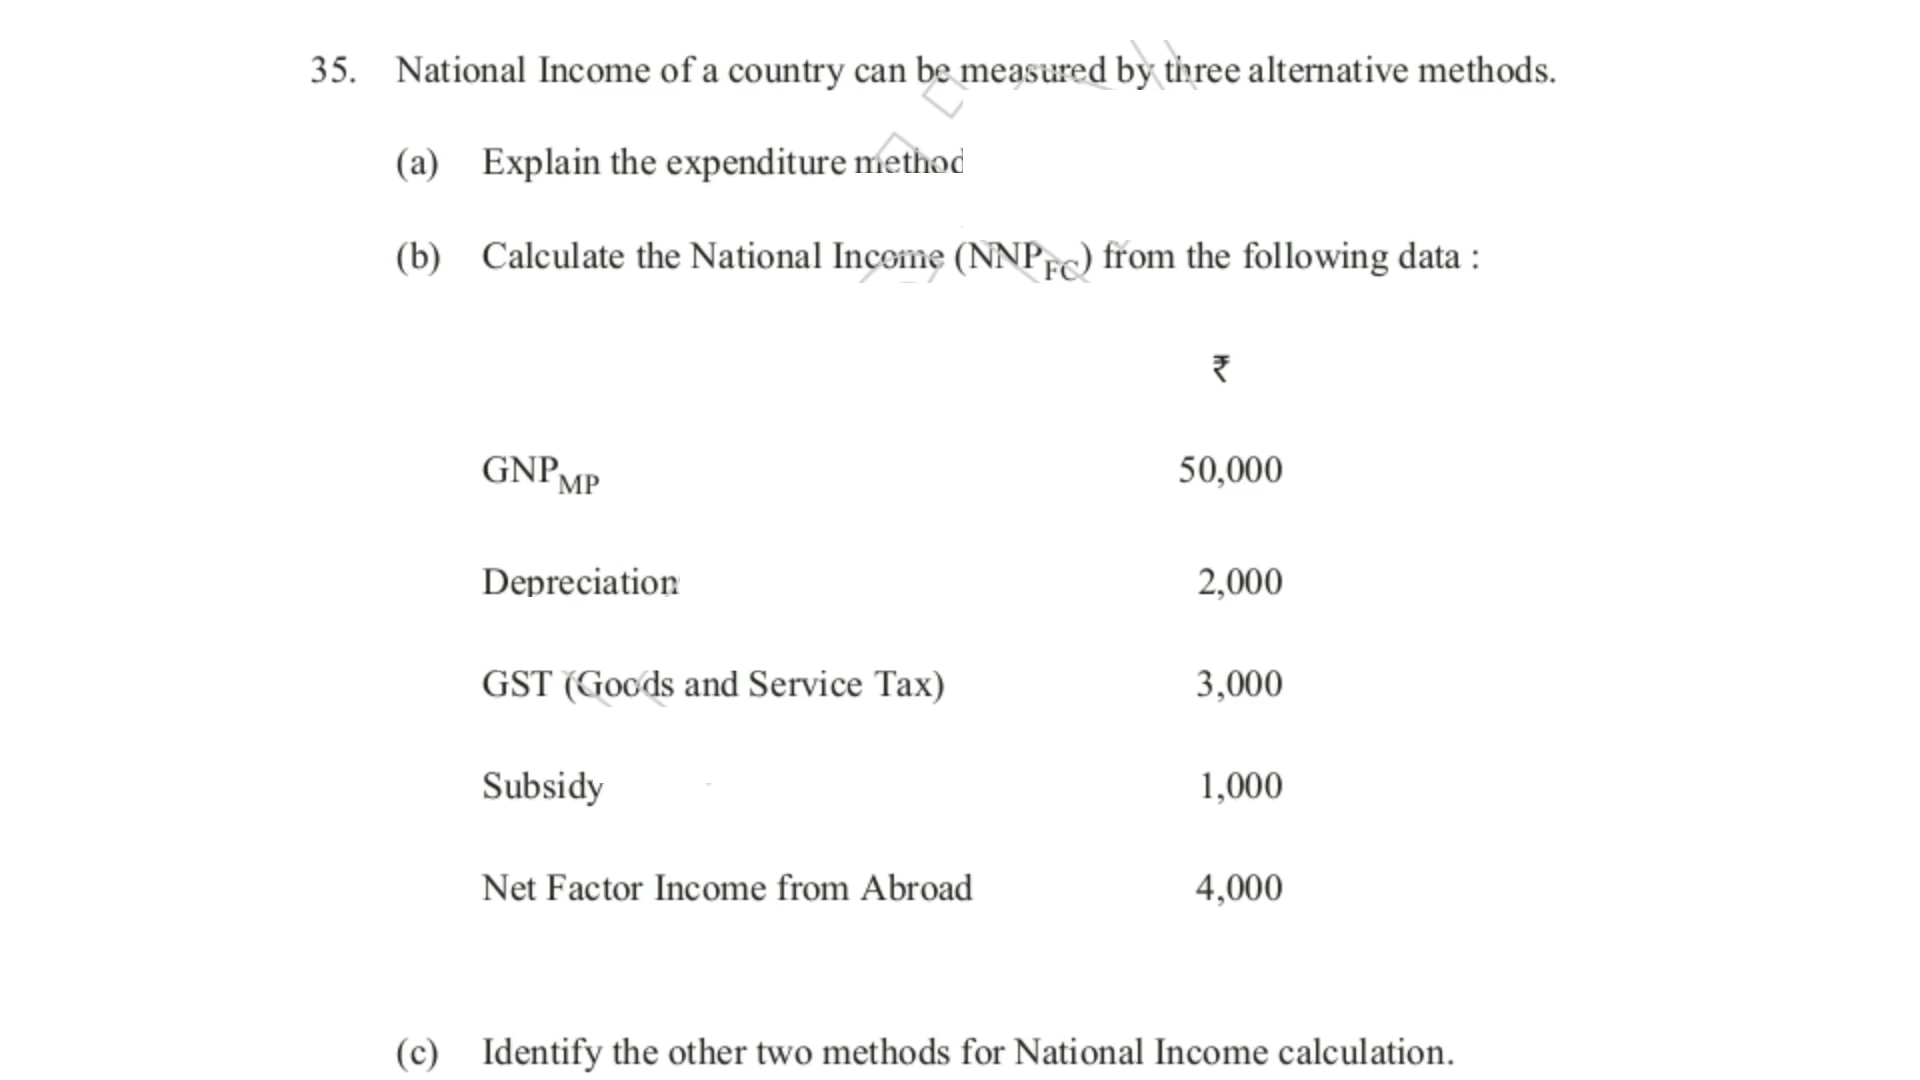 35. National Income of a country can be measured by three alternative methods.
(a) Explain the expenditure method
(b) Calculate the National Income (NNP_FC) from the following data :
₹
GNP_MP 50,000
Depreciation 2,000
GST (Goods and Service Tax) 3,000
Subsidy 1,000
Net Factor Income from Abroad 4,000
(c) Identify the other two methods for National Income calculation.